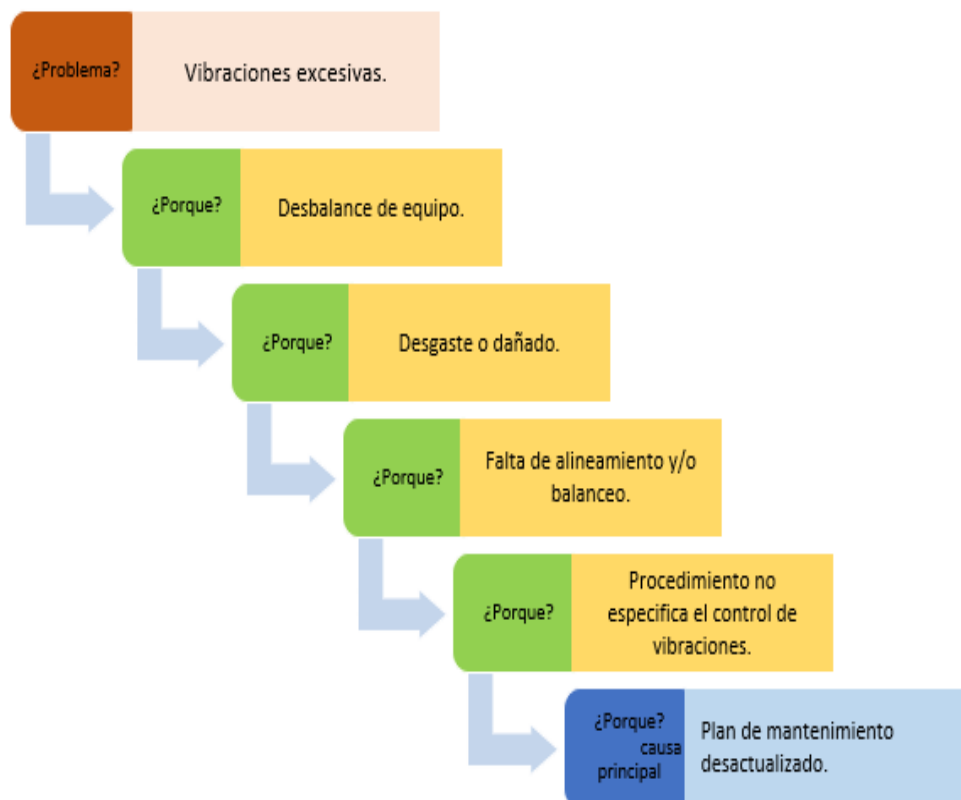 ¿Problema?
Vibraciones excesivas.
¿Porque?
Desbalance de equipo.
¿Porque?
Desgaste o dañado.
¿Porque?
Falta de alineamiento y/o
balanceo.
¿Porque?
Procedimiento no
especifica el control de
vibraciones.
¿Porque?
causa
principal
Plan de mantenimiento
desactualizado.